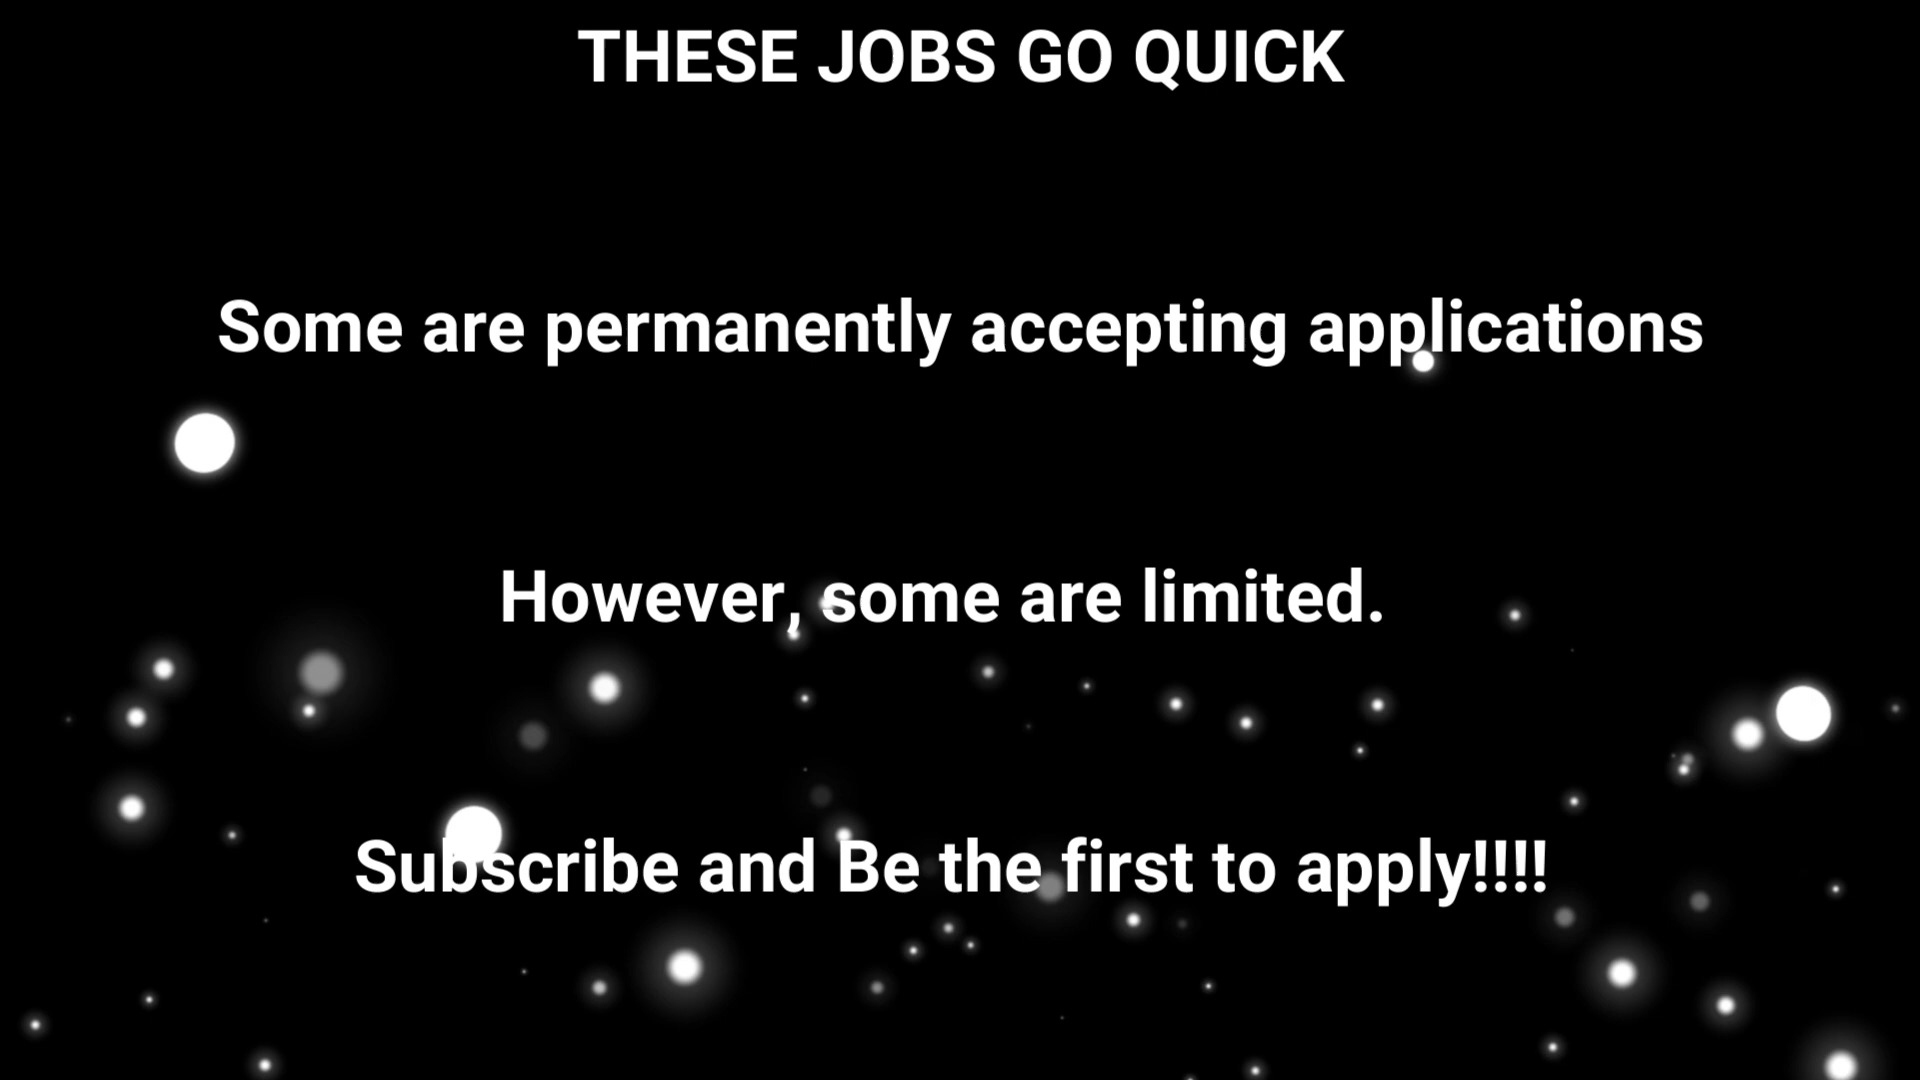 THESE JOBS GO QUICK
Some are permanently accepting applications
However, some are limited.
Subscribe and Be the first to apply!!!!